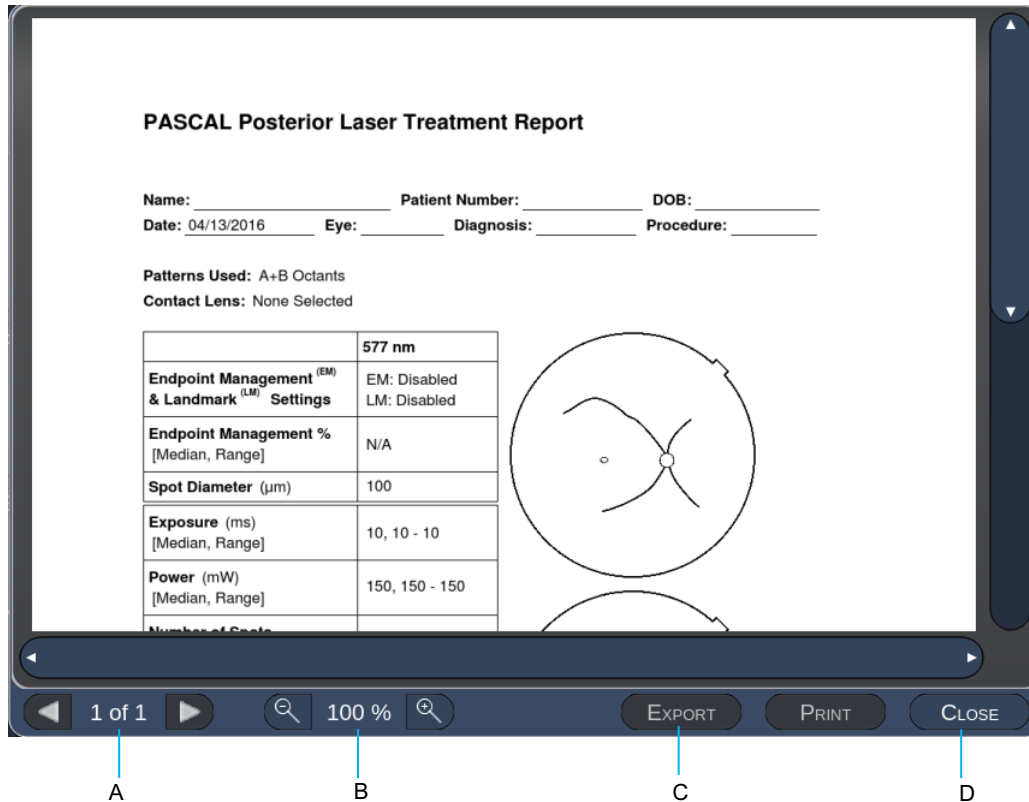 PASCAL Posterior Laser Treatment Report
Name: Patient Number: DOB:
Date: 04/13/2016 Eye: Diagnosis: Procedure:
Patterns Used: A+B Octants
Contact Lens: None Selected
577 nm
Endpoint Management (EM)
& Landmark (LM) Settings
EM: Disabled
LM: Disabled
Endpoint Management %
[Median, Range]
N/A
Spot Diameter (µm) 100
Exposure (ms)
[Median, Range]
10, 10 - 10
Power (mW)
[Median, Range]
150, 150 - 150
Number of Spots
1 of 1 100 % EXPORT PRINT CLOSE
A B C D